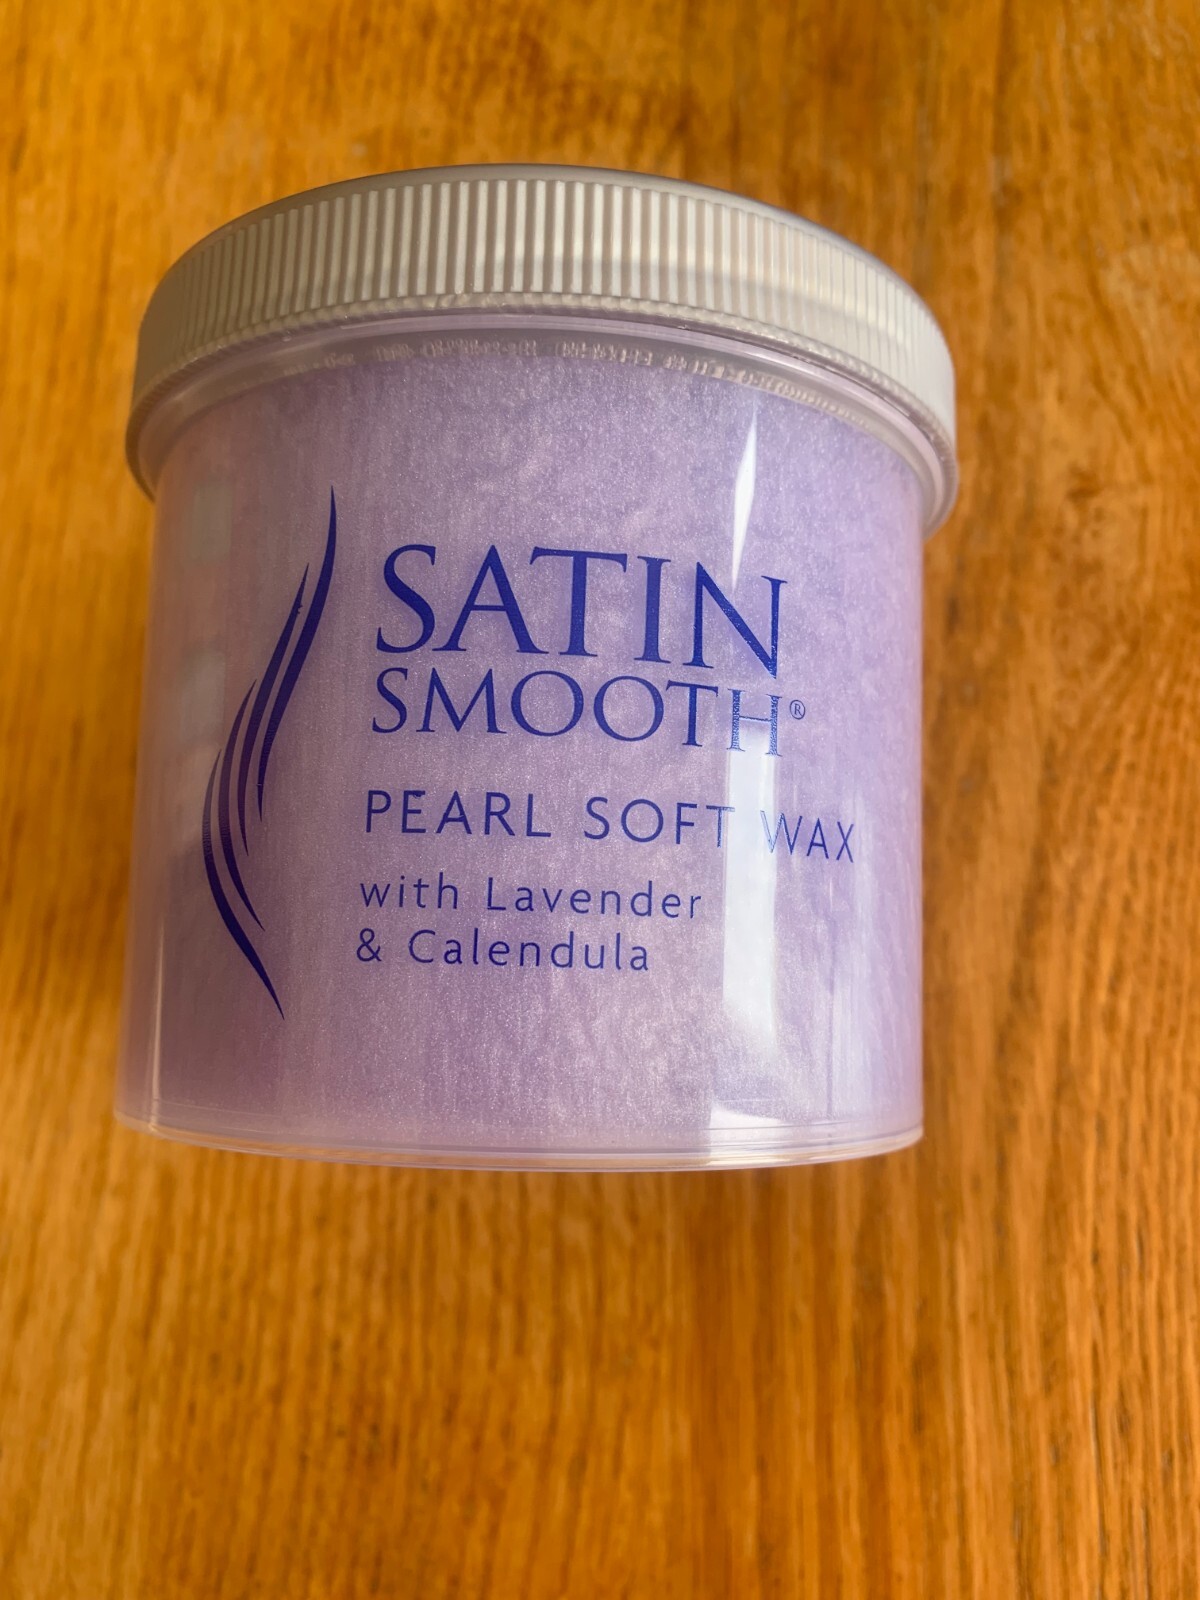 SATIN
SMOOTH®
PEARL SOFT WAX
with Lavender
& Calendula